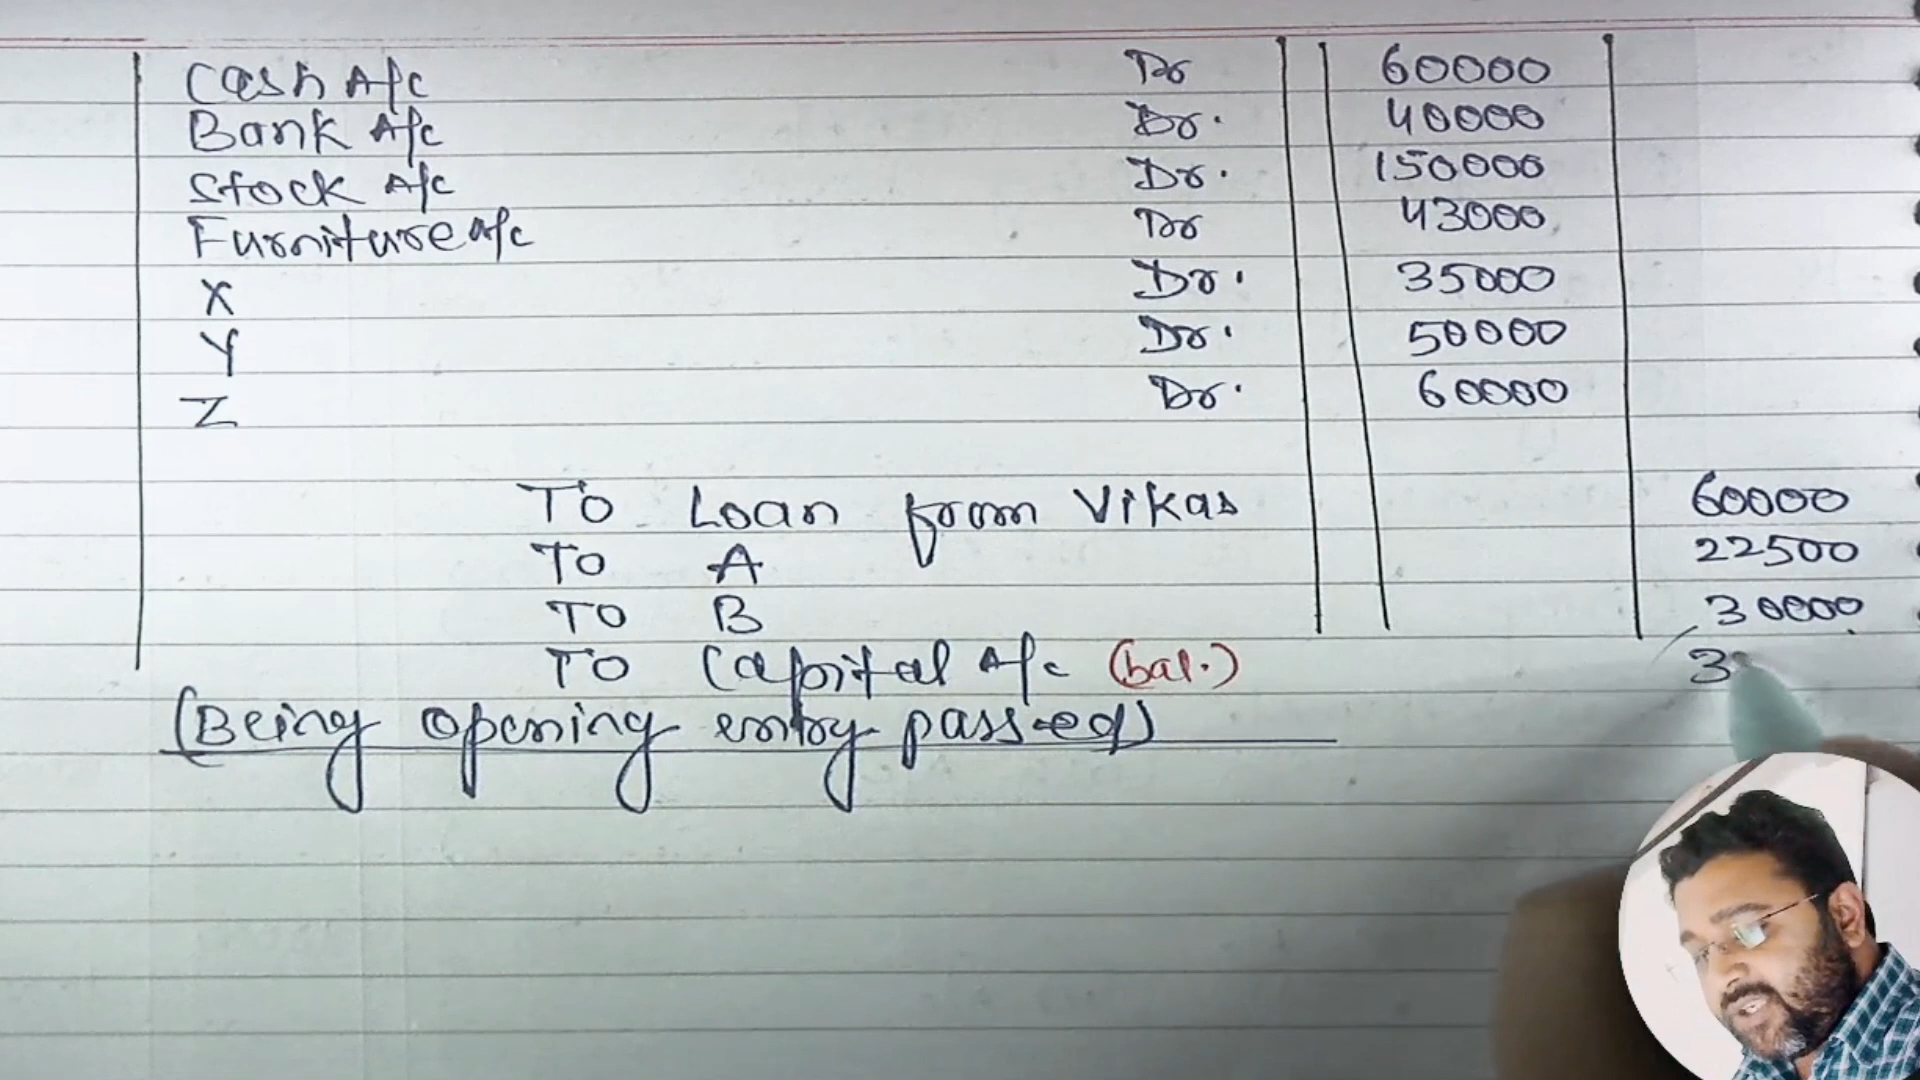 Cash A/c Dr 60000
Bank A/c Dr. 40000
Stock A/c Dr. 150000
Furniture A/c Dr 43000
X Dr. 35000
Y Dr. 50000
Z Dr. 60000
To Loan from Vikas 60000
To A 22500
To B 30000
To Capital A/c (bal.) 3
(Being opening entry passed)